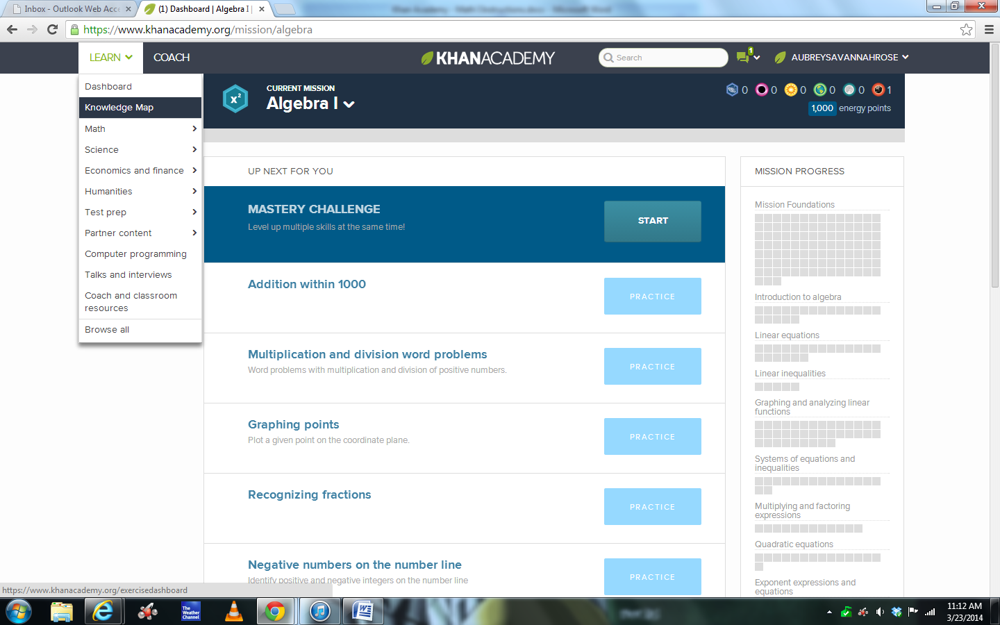 Inbox - Outlook Web Acce
(1) Dashboard | Algebra I |
https://www.khanacademy.org/mission/algebra
LEARN
COACH
KHANACADEMY
Search
1
AUBREYSAVANNAHROSE
Dashboard
Knowledge Map
Math
Science
Economics and finance
Humanities
Test prep
Partner content
Computer programming
Talks and interviews
Coach and classroom
resources
Browse all
CURRENT MISSION
x²
Algebra I
0 0 0 0 0 1
1,000 energy points
UP NEXT FOR YOU
MASTERY CHALLENGE
Level up multiple skills at the same time!
START
Addition within 1000
PRACTICE
Multiplication and division word problems
Word problems with multiplication and division of positive numbers.
PRACTICE
Graphing points
Plot a given point on the coordinate plane.
PRACTICE
Recognizing fractions
PRACTICE
Negative numbers on the number line
Identify positive and negative integers on the number line
PRACTICE
MISSION PROGRESS
Mission Foundations
Introduction to algebra
Linear equations
Linear inequalities
Graphing and analyzing linear
functions
Systems of equations and
inequalities
Multiplying and factoring
expressions
Quadratic equations
Exponent expressions and
equations
https://www.khanacademy.org/exercisedashboard
The
Weather
Channel
11:12 AM
3/23/2014